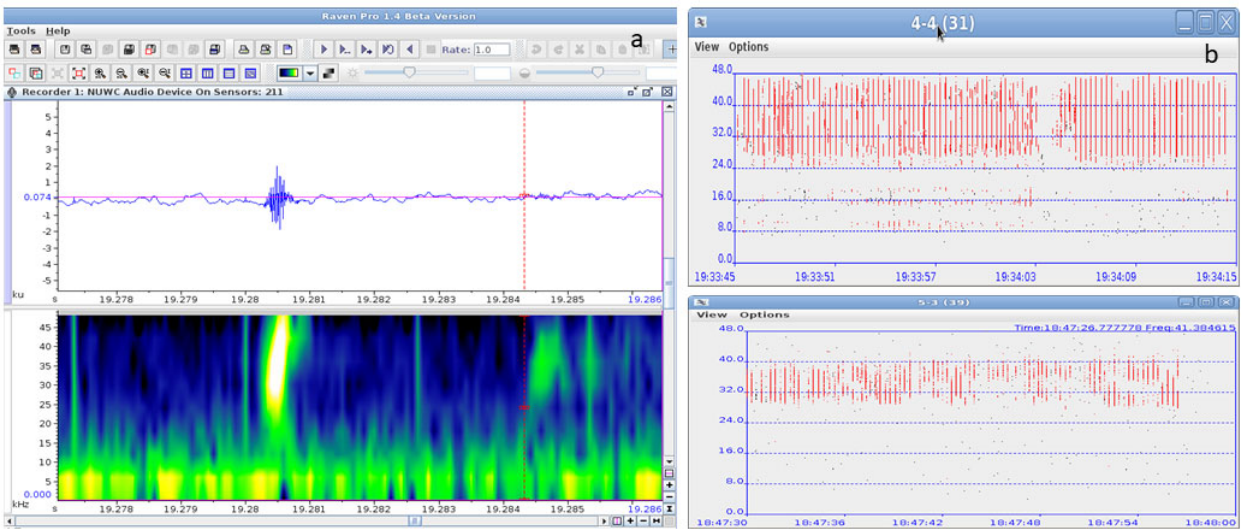 Raven Pro 1.4 Beta Version
Tools Help
a
Rate: 1.0
Recorder 1: NUWC Audio Device On Sensors: 211
5
4
3
2
1
0.074
-1
-2
-3
-4
-5
ku
s 19.278 19.279 19.28 19.281 19.282 19.283 19.284 19.285 19.286
45
40
35
30
25
20
15
10
5
0.000
kHz
s 19.278 19.279 19.28 19.281 19.282 19.283 19.284 19.285 19.286
4-4 (31)
View Options
b
48.0
40.0
32.0
24.0
16.0
8.0
0.0
19:33:45 19:33:51 19:33:57 19:34:03 19:34:09 19:34:15
5-3 (39)
View Options
48.0
Time:18:47:26.777778 Freq:41.384615
40.0
32.0
24.0
16.0
8.0
0.0
18:47:30 18:47:36 18:47:42 18:47:48 18:47:54 18:48:00